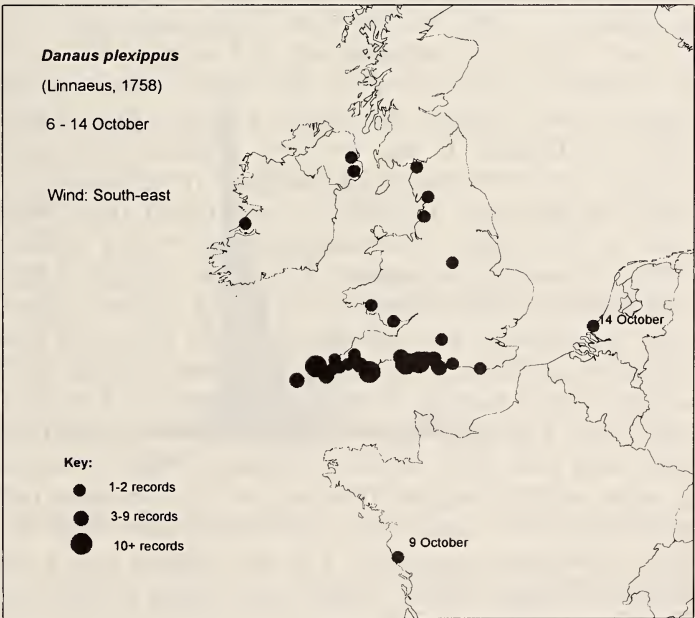 Danaus plexippus
(Linnaeus, 1758)
6 - 14 October
Wind: South-east
14 October
9 October
Key:
1-2 records
3-9 records
10+ records